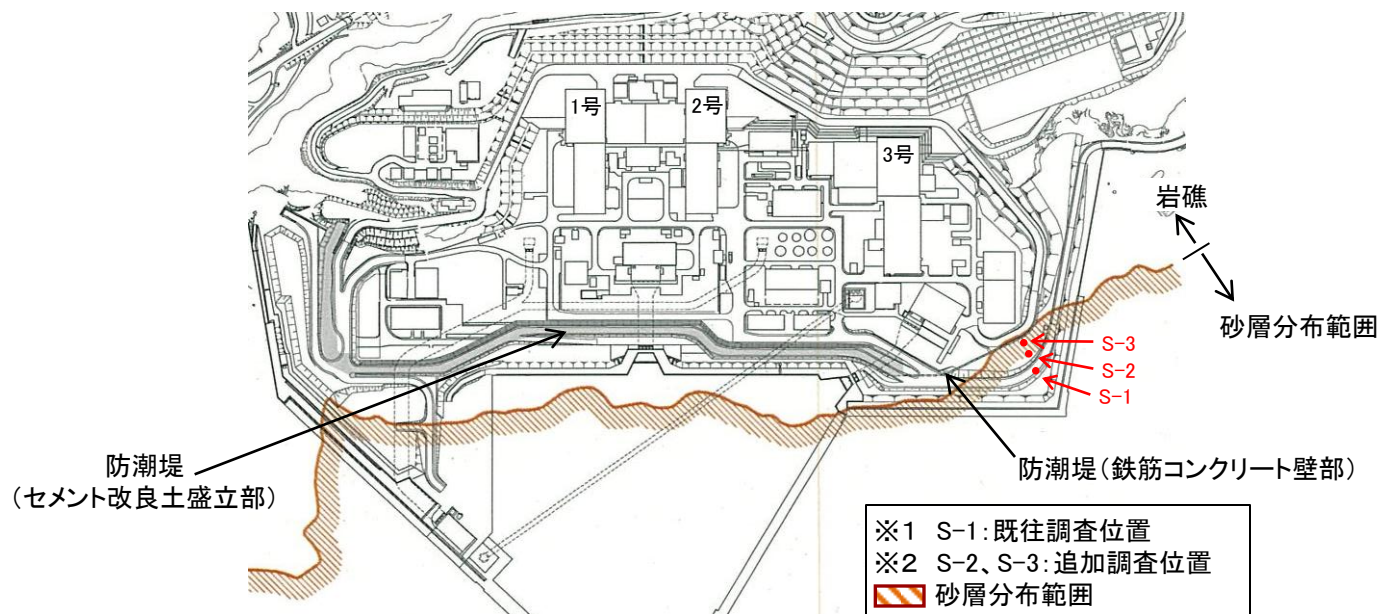 1号
2号
3号
岩礁
砂層分布範囲
S-3
S-2
S-1
防潮堤
(セメント改良土盛立部)
防潮堤(鉄筋コンクリート壁部)
※1 S-1:既往調査位置
※2 S-2、S-3:追加調査位置
砂層分布範囲